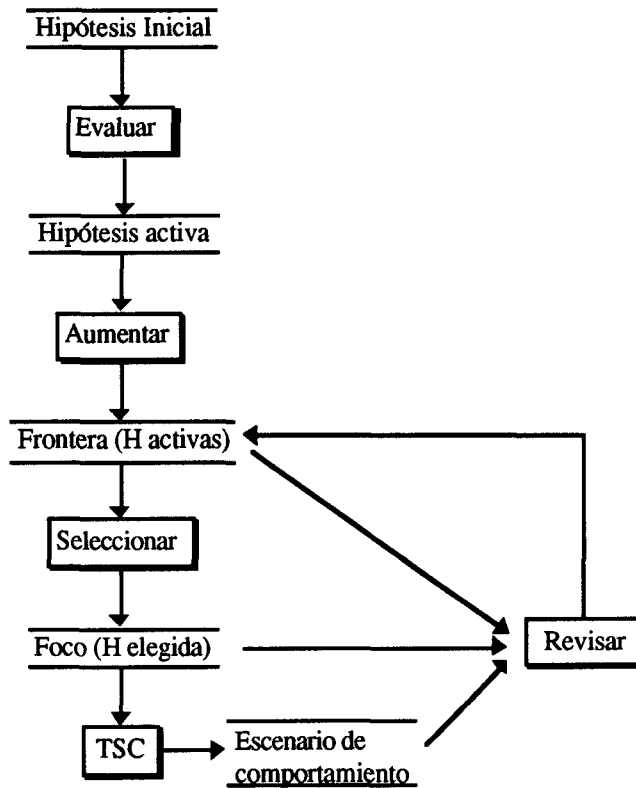 Hipótesis Inicial
Evaluar
Hipótesis activa
Aumentar
Frontera (H activas)
Seleccionar
Foco (H elegida)
Revisar
TSC
Escenario de
comportamiento